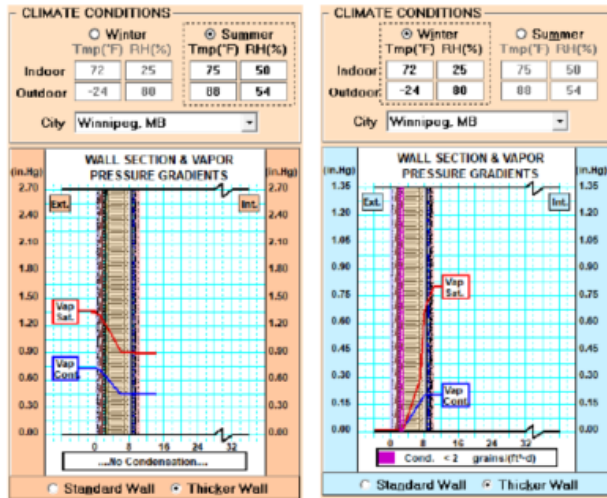 CLIMATE CONDITIONS
Winter Summer
Tmp(°F) RH(%) Tmp(°F) RH(%)
Indoor 72 25 75 50
Outdoor -24 80 88 54
City Winnipeg, MB
(in.Hg) WALL SECTION & VAPOR (in.Hg)
2.70 PRESSURE GRADIENTS 2.70
Ext. Int.
2.40 2.40
2.10 2.10
1.80 1.80
1.50 1.50
Vap
Sat.
1.20 1.20
0.90 0.90
Vap
Cont.
0.60 0.60
0.30 0.30
0.00 0.00
0 8 16 24 32
....No Condensation....
Standard Wall Thicker Wall
CLIMATE CONDITIONS
Winter Summer
Tmp(°F) RH(%) Tmp(°F) RH(%)
Indoor 72 25 75 50
Outdoor -24 80 88 54
City Winnipeg, MB
(in.Hg) WALL SECTION & VAPOR (in.Hg)
1.35 PRESSURE GRADIENTS 1.35
Ext. Int.
1.20 1.20
1.05 1.05
0.90 0.90
Vap
Sat.
0.75 0.75
0.60 0.60
0.45 0.45
0.30 0.30
Vap
Cont
0.15 0.15
0.00 0.00
0 8 16 24 32
Cond. < 2 grains/(ft²·d)
Standard Wall Thicker Wall